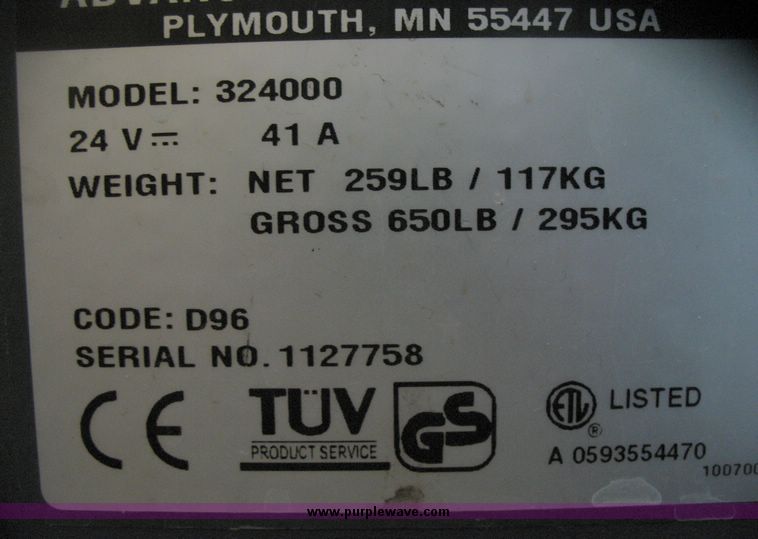 PLYMOUTH, MN 55447 USA
MODEL: 324000
24 V 41 A
WEIGHT: NET 259LB / 117KG
GROSS 650LB / 295KG
CODE: D96
SERIAL NO. 1127758
CE
TÜV
PRODUCT SERVICE
GS
ETL ® LISTED
A 0593554470
www.purplewave.com